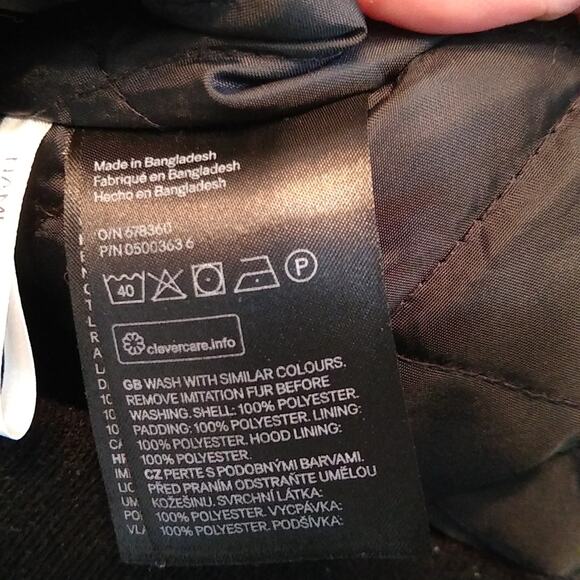 Made in Bangladesh
Fabriqué en Bangladesh
Hecho en Bangladesh
O/N 678360
P/N 0500363 6
40
P
clevercare.info
GB WASH WITH SIMILAR COLOURS.
REMOVE IMITATION FUR BEFORE
WASHING. SHELL: 100% POLYESTER.
PADDING: 100% POLYESTER. LINING:
100% POLYESTER. HOOD LINING:
100% POLYESTER.
CZ PERTE S PODOBNÝMI BARVAMI.
PŘED PRANÍM ODSTRAŇTE UMĚLOU
KOŽEŠINU. SVRCHNÍ LÁTKA:
100% POLYESTER. VYCPÁVKA:
100% POLYESTER. PODŠÍVKA: